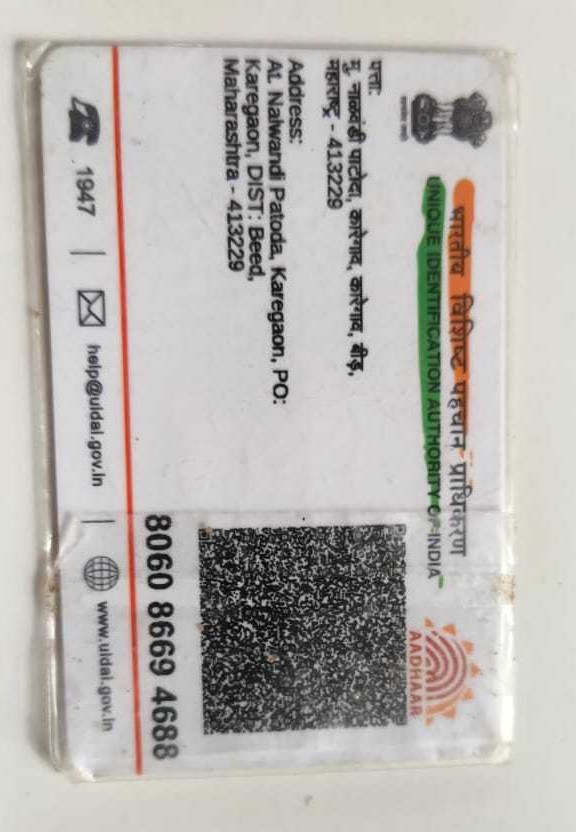 भारतीय विशिष्ट पहचान प्राधिकरण
UNIQUE IDENTIFICATION AUTHORITY OF INDIA
AADHAAR
पत्ता:
मु. नाळवंडी पाटोदा, कारेगाव, कारेगाव, बीड,
महाराष्ट्र - 413229
Address:
At. Nalwandi Patoda, Karegaon, PO:
Karegaon, DIST: Beed,
Maharashtra - 413229
8060 8669 4688
1947 | help@uidai.gov.in | www.uidai.gov.in